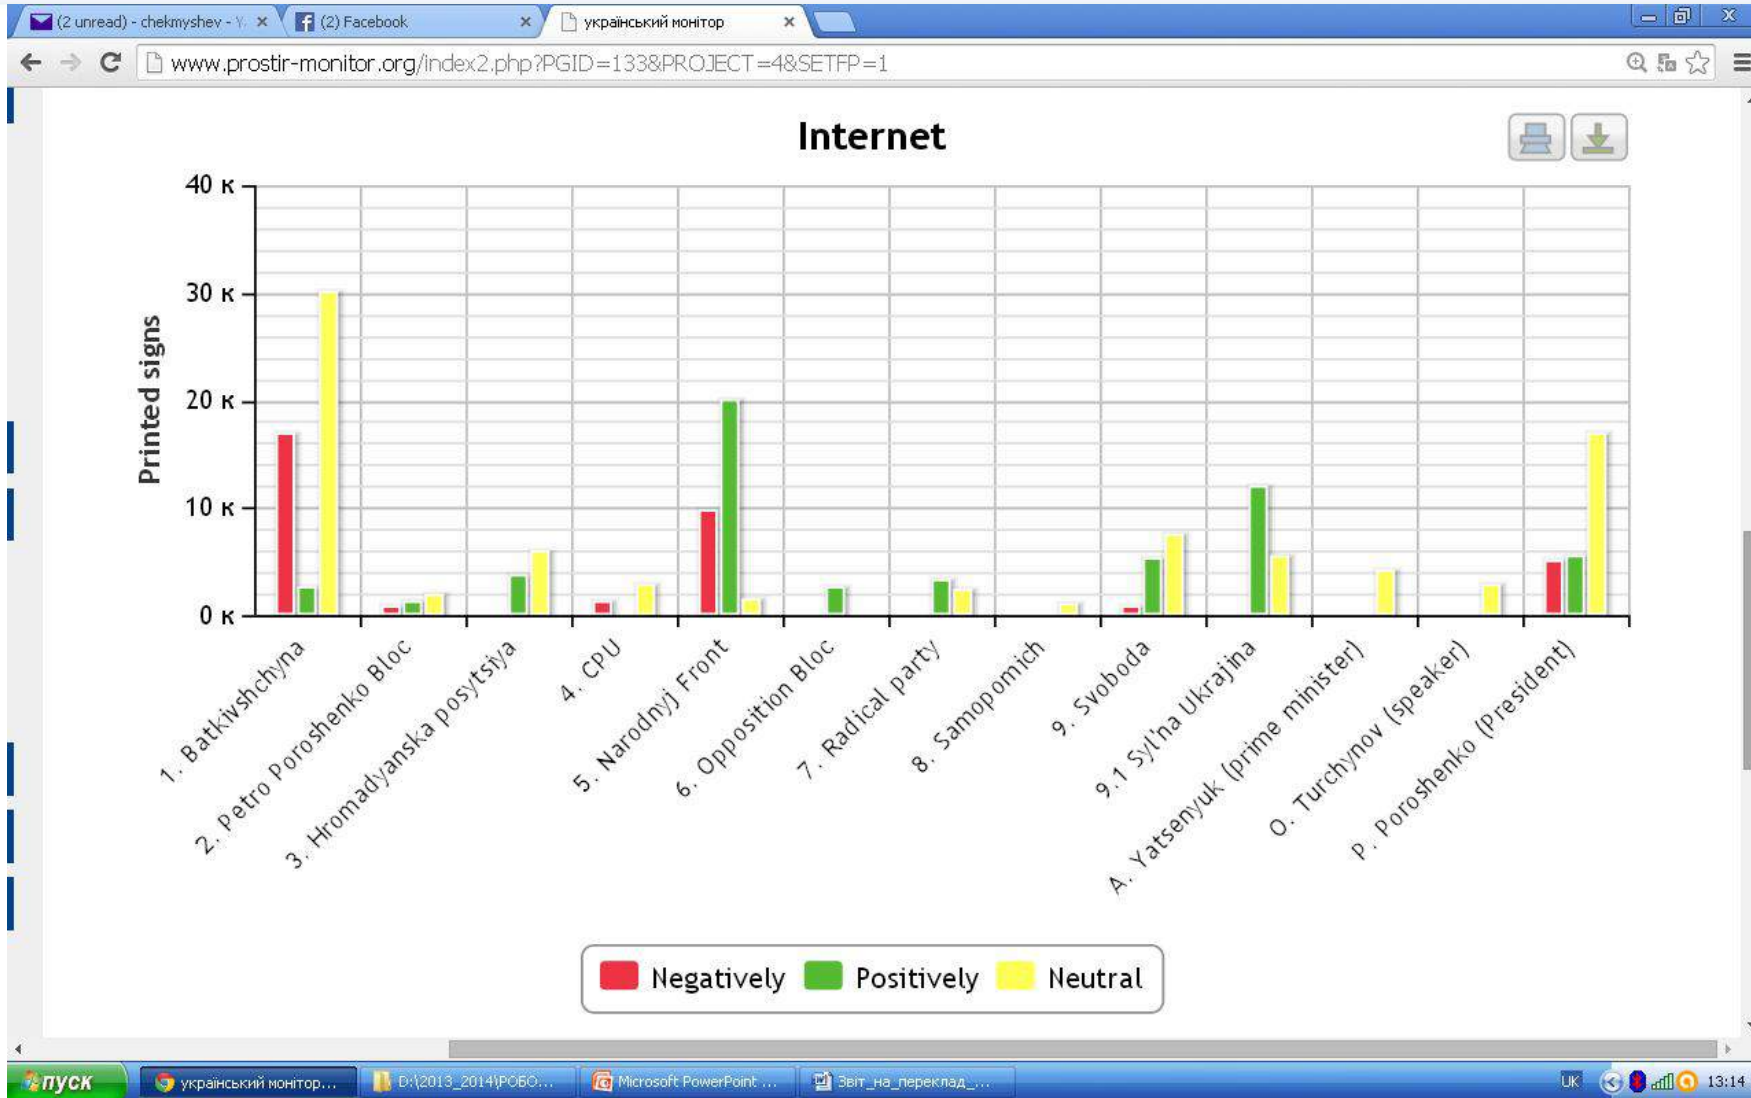 (2 unread) - chekmyshev - Y
(2) Facebook
український монітор
www.prostir-monitor.org/index2.php?PGID=133&PROJECT=4&SETFP=1
Internet
40 к
30 к
20 к
10 к
0 к
Printed signs
1. Batkivshchyna
2. Petro Poroshenko Bloc
3. Hromadyanska posytsiya
4. CPU
5. Narodnyj Front
6. Opposition Bloc
7. Radical party
8. Samopomich
9. Svoboda
9.1 Syl'na Ukrajina
A. Yatsenyuk (prime minister)
O. Turchynov (speaker)
P. Poroshenko (President)
Negatively Positively Neutral
пуск
український монітор...
D:\2013_2014\РОБО...
Microsoft PowerPoint ...
Звіт_на_переклад_...
UK
13:14